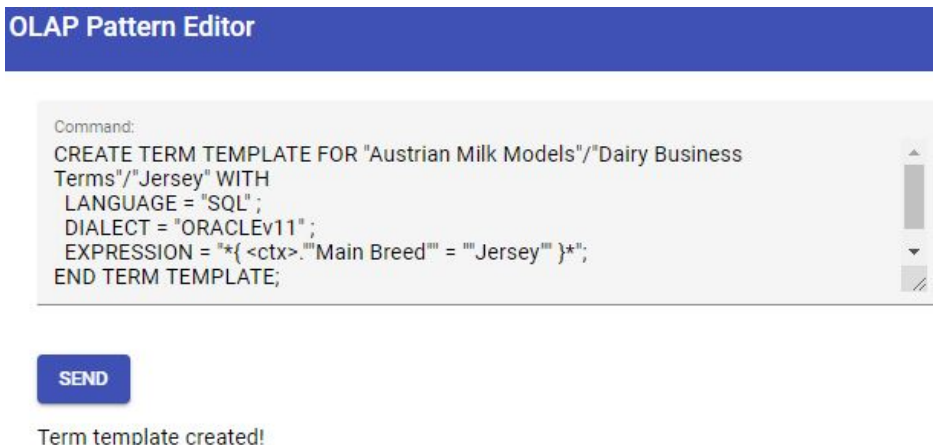 OLAP Pattern Editor
Command:
CREATE TERM TEMPLATE FOR "Austrian Milk Models"/"Dairy Business
Terms"/"Jersey" WITH
LANGUAGE = "SQL" ;
DIALECT = "ORACLEv11" ;
EXPRESSION = "*{ <ctx>.""Main Breed"" = ""Jersey"" }*";
END TERM TEMPLATE;
SEND
Term template created!